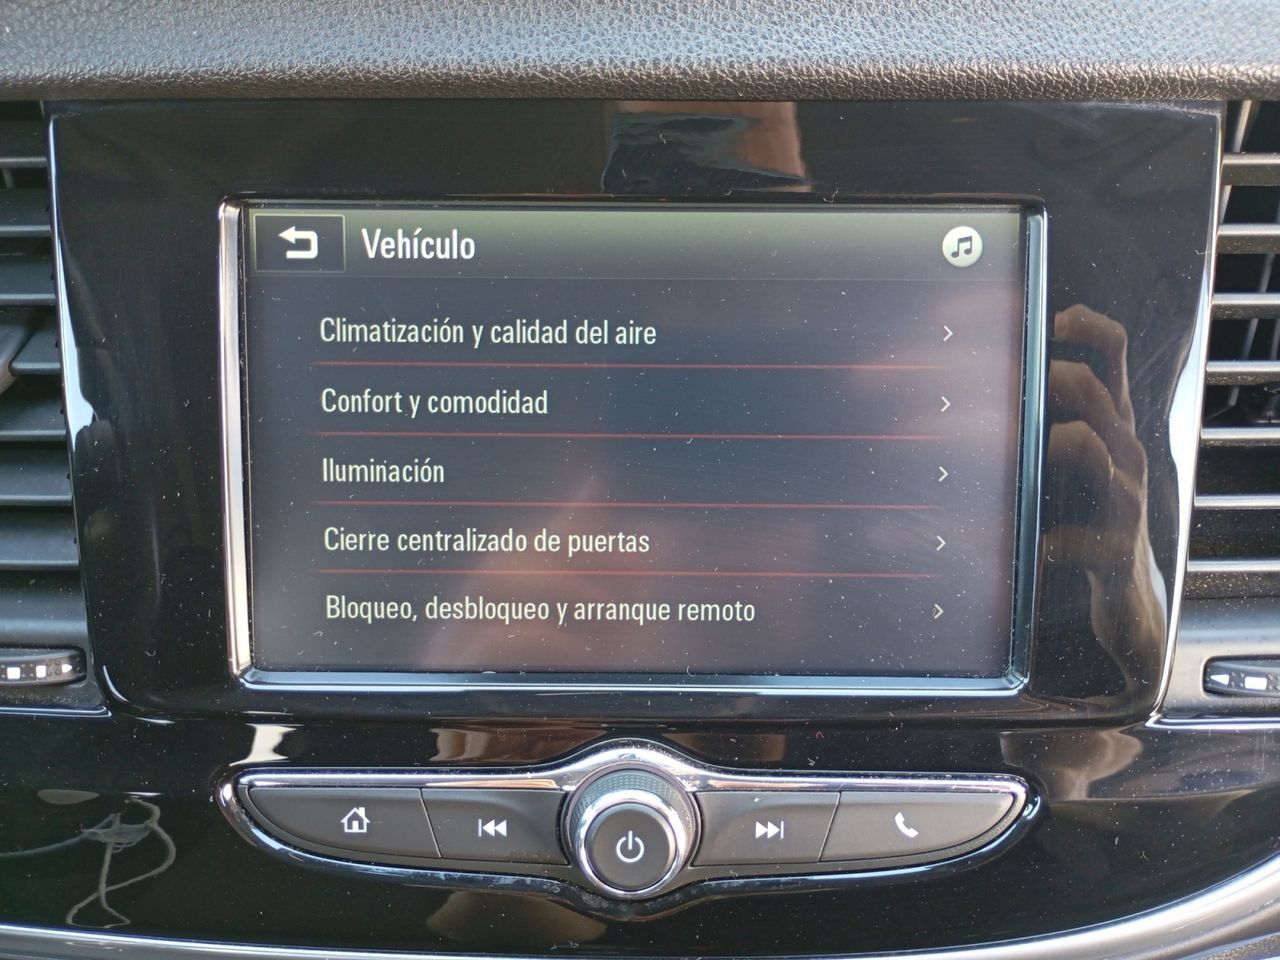 Vehículo
Climatización y calidad del aire
Confort y comodidad
Iluminación
Cierre centralizado de puertas
Bloqueo, desbloqueo y arranque remoto